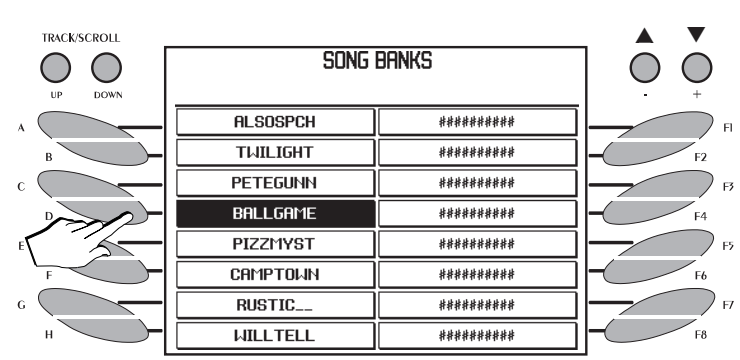 TRACK/SCROLL
UP DOWN
SONG BANKS
- +
A ALSOSPCH ########## F1
B TWILIGHT ########## F2
C PETEGUNN ########## F3
D BALLGAME ########## F4
E PIZZMYST ########## F5
F CAMPTOWN ########## F6
G RUSTIC__ ########## F7
H WILLTELL ########## F8